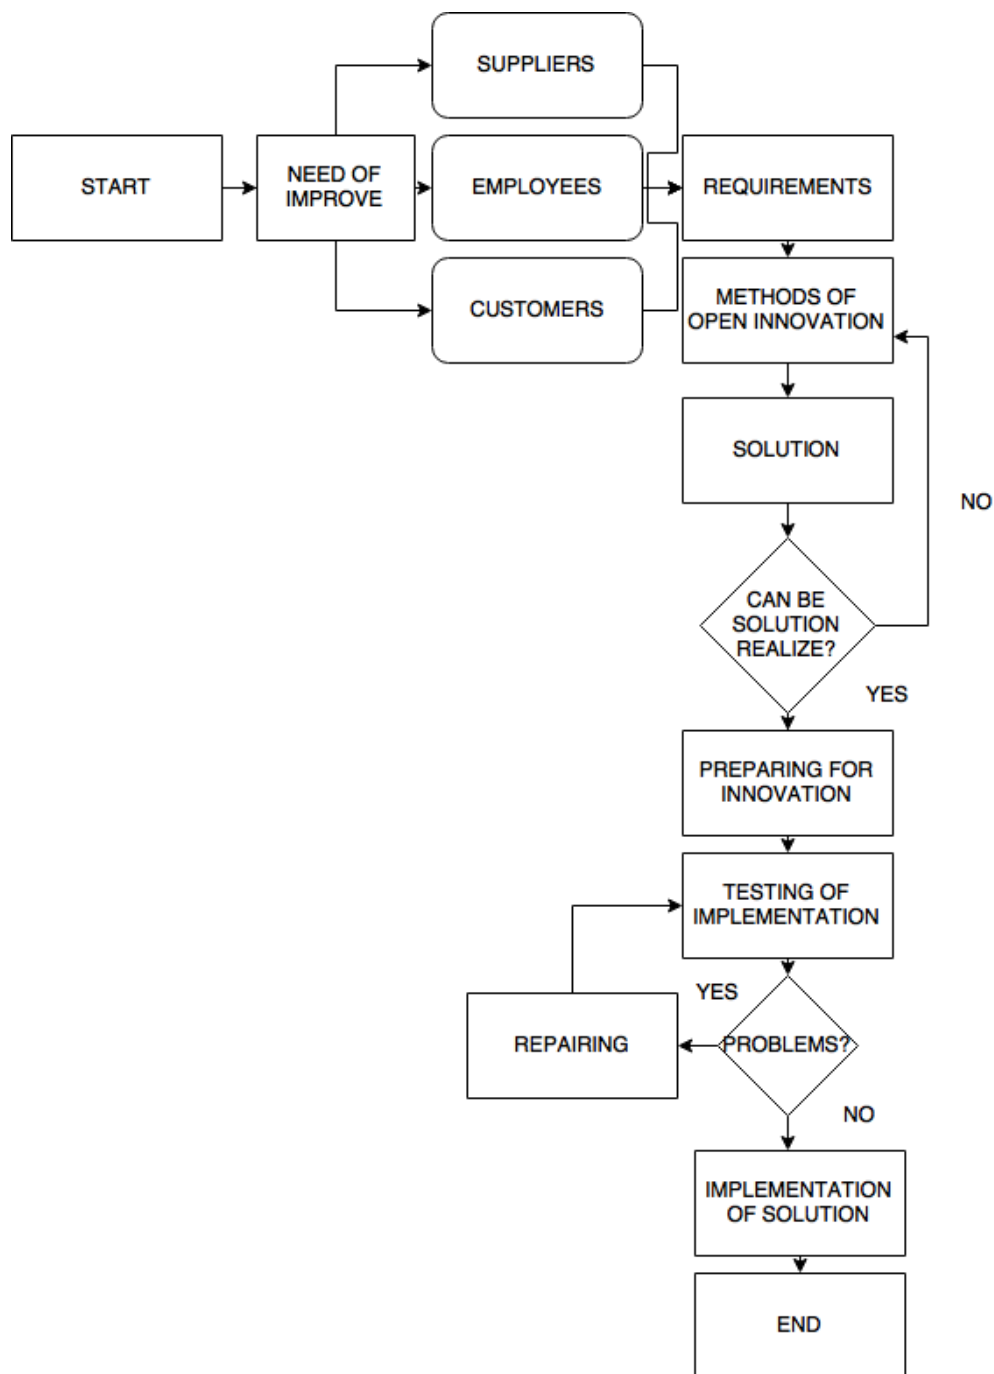 SUPPLIERS
START
NEED OF
IMPROVE
EMPLOYEES
REQUIREMENTS
CUSTOMERS
METHODS OF
OPEN INNOVATION
SOLUTION
NO
CAN BE
SOLUTION
REALIZE?
YES
PREPARING FOR
INNOVATION
TESTING OF
IMPLEMENTATION
YES
REPAIRING
PROBLEMS?
NO
IMPLEMENTATION
OF SOLUTION
END